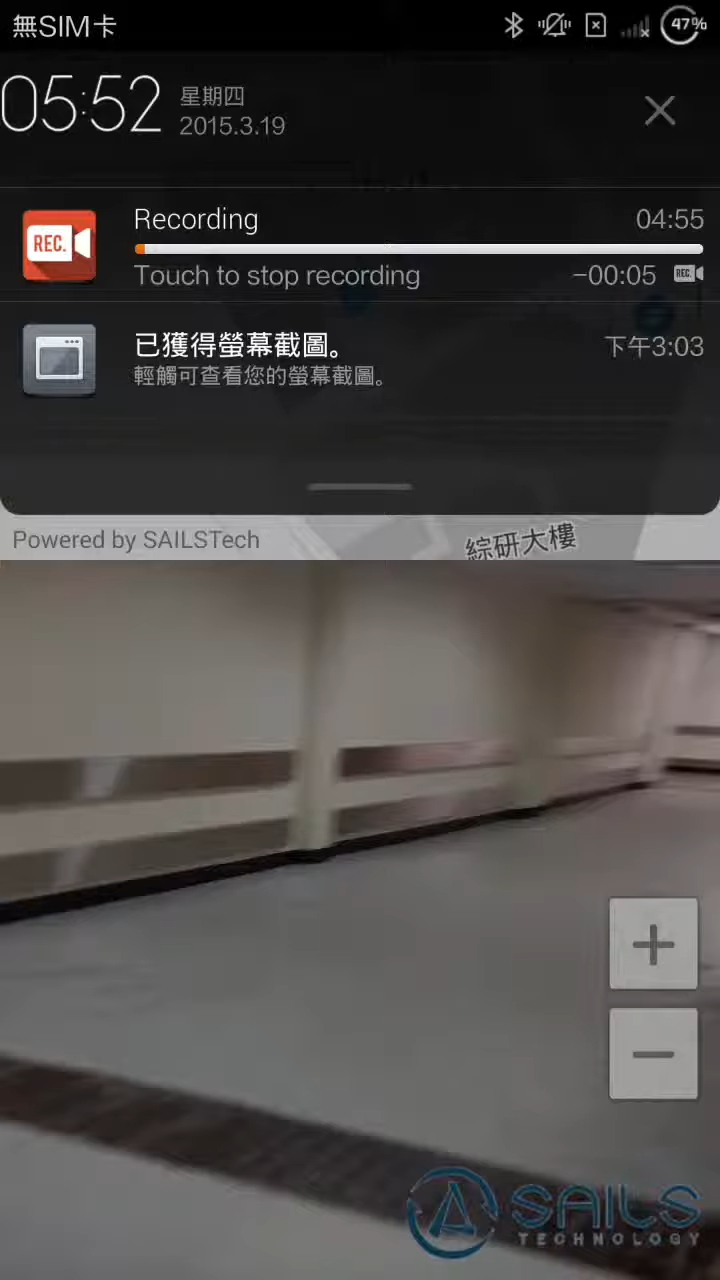 無SIM卡
47%
05:52
星期四
2015.3.19
Recording
04:55
REC.
Touch to stop recording
-00:05
REC.
已獲得螢幕截圖。
下午3:03
輕觸可查看您的螢幕截圖。
Powered by SAILSTech
綜研大樓
+
−
SAILS
TECHNOLOGY